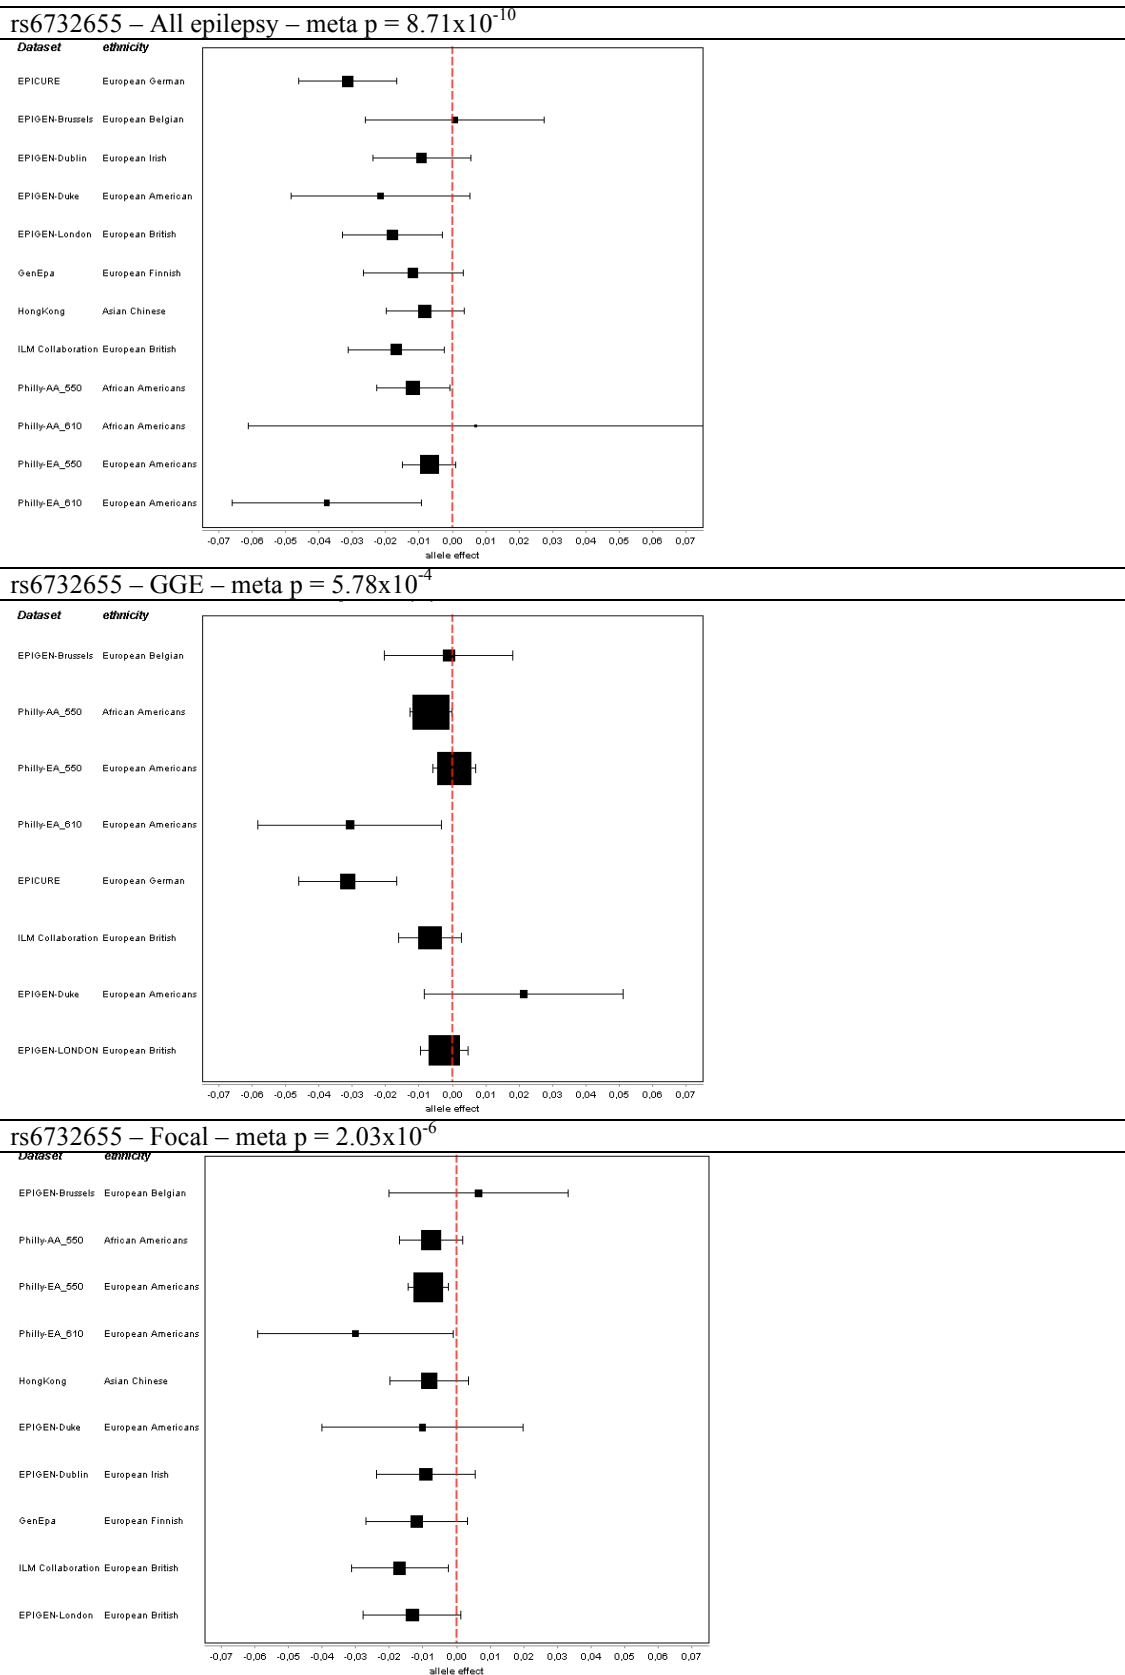 rs6732655 – All epilepsy – meta p = 8.71x10-10
Dataset ethnicity
EPICURE European German
EPIGEN-Brussels European Belgian
EPIGEN-Dublin European Irish
EPIGEN-Duke European American
EPIGEN-London European British
GenEpa European Finnish
HongKong Asian Chinese
ILM Collaboration European British
Philly-AA_550 African Americans
Philly-AA_610 African Americans
Philly-EA_550 European Americans
Philly-EA_610 European Americans
-0,07 -0,06 -0,05 -0,04 -0,03 -0,02 -0,01 0,00 0,01 0,02 0,03 0,04 0,05 0,06 0,07
allele effect
rs6732655 – GGE – meta p = 5.78x10-4
Dataset ethnicity
EPIGEN-Brussels European Belgian
Philly-AA_550 African Americans
Philly-EA_550 European Americans
Philly-EA_610 European Americans
EPICURE European German
ILM Collaboration European British
EPIGEN-Duke European Americans
EPIGEN-LONDON European British
-0,07 -0,06 -0,05 -0,04 -0,03 -0,02 -0,01 0,00 0,01 0,02 0,03 0,04 0,05 0,06 0,07
allele effect
rs6732655 – Focal – meta p = 2.03x10-6
Dataset ethnicity
EPIGEN-Brussels European Belgian
Philly-AA_550 African Americans
Philly-EA_550 European Americans
Philly-EA_610 European Americans
HongKong Asian Chinese
EPIGEN-Duke European Americans
EPIGEN-Dublin European Irish
GenEpa European Finnish
ILM Collaboration European British
EPIGEN-London European British
-0,07 -0,06 -0,05 -0,04 -0,03 -0,02 -0,01 0,00 0,01 0,02 0,03 0,04 0,05 0,06 0,07
allele effect